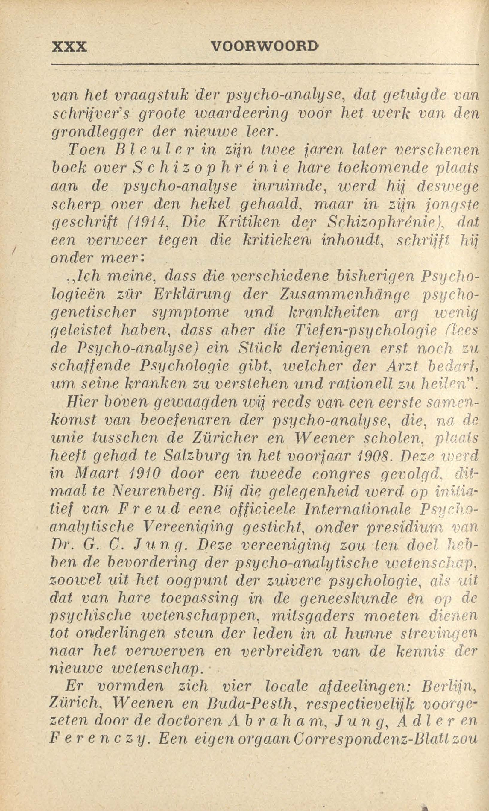 XXX VOORWOORD
van het vraagstuk der psycho-analyse, dat getuigde van
schrijver's groote waardeering voor het werk van den
grondlegger der nieuwe leer.
Toen Bleuler in zijn twee jaren later verschenen
boek over Schizophrénie hare toekomende plaats
aan de psycho-analyse inruimde, werd hij deswege
scherp over den hekel gehaald, maar in zijn jongste
geschrift (1914, Die Kritiken der Schizophrénie), dat
een verweer tegen die kritieken inhoudt, schrijft hij
onder meer:
„Ich meine, dass die verschiedene bisherigen Psycho-
logieën zür Erklärung der Zusammenhänge psycho-
genetischer symptome und krankheiten arg wenig
geleistet haben, dass aber die Tiefen-psychologie (lees
de Psycho-analyse) ein Stück derjenigen erst noch zu
schaffende Psychologie gibt, welcher der Arzt bedarf,
um seine kranken zu verstehen und rationell zu heilen".
Hier boven gewaagden wij reeds van een eerste samen-
komst van beoefenaren der psycho-analyse, die, na de
unie tusschen de Züricher en Weener scholen, plaats
heeft gehad te Salzburg in het voorjaar 1908. Deze werd
in Maart 1910 door een tweede congres gevolgd, dit-
maal te Neurenberg. Bij die gelegenheid werd op initia-
tief van Freud eene officieele Internationale Psycho-
analytische Vereeniging gesticht, onder presidium van
Dr. G. C. Jung. Deze vereeniging zou ten doel heb-
ben de bevordering der psycho-analytische wetenschap,
zoowel uit het oogpunt der zuivere psychologie, als uit
dat van hare toepassing in de geneeskunde én op de
psychische wetenschappen, mitsgaders moeten dienen
tot onderlingen steun der leden in al hunne strevingen
naar het verwerven en verbreiden van de kennis der
nieuwe wetenschap.
Er vormden zich vier locale afdeelingen: Berlijn,
Zürich, Weenen en Buda-Pesth, respectievelijk voorge-
zeten door de doctoren Abraham, Jung, Adler en
Ferenczy. Een eigen orgaan Correspondenz-Blatt zou